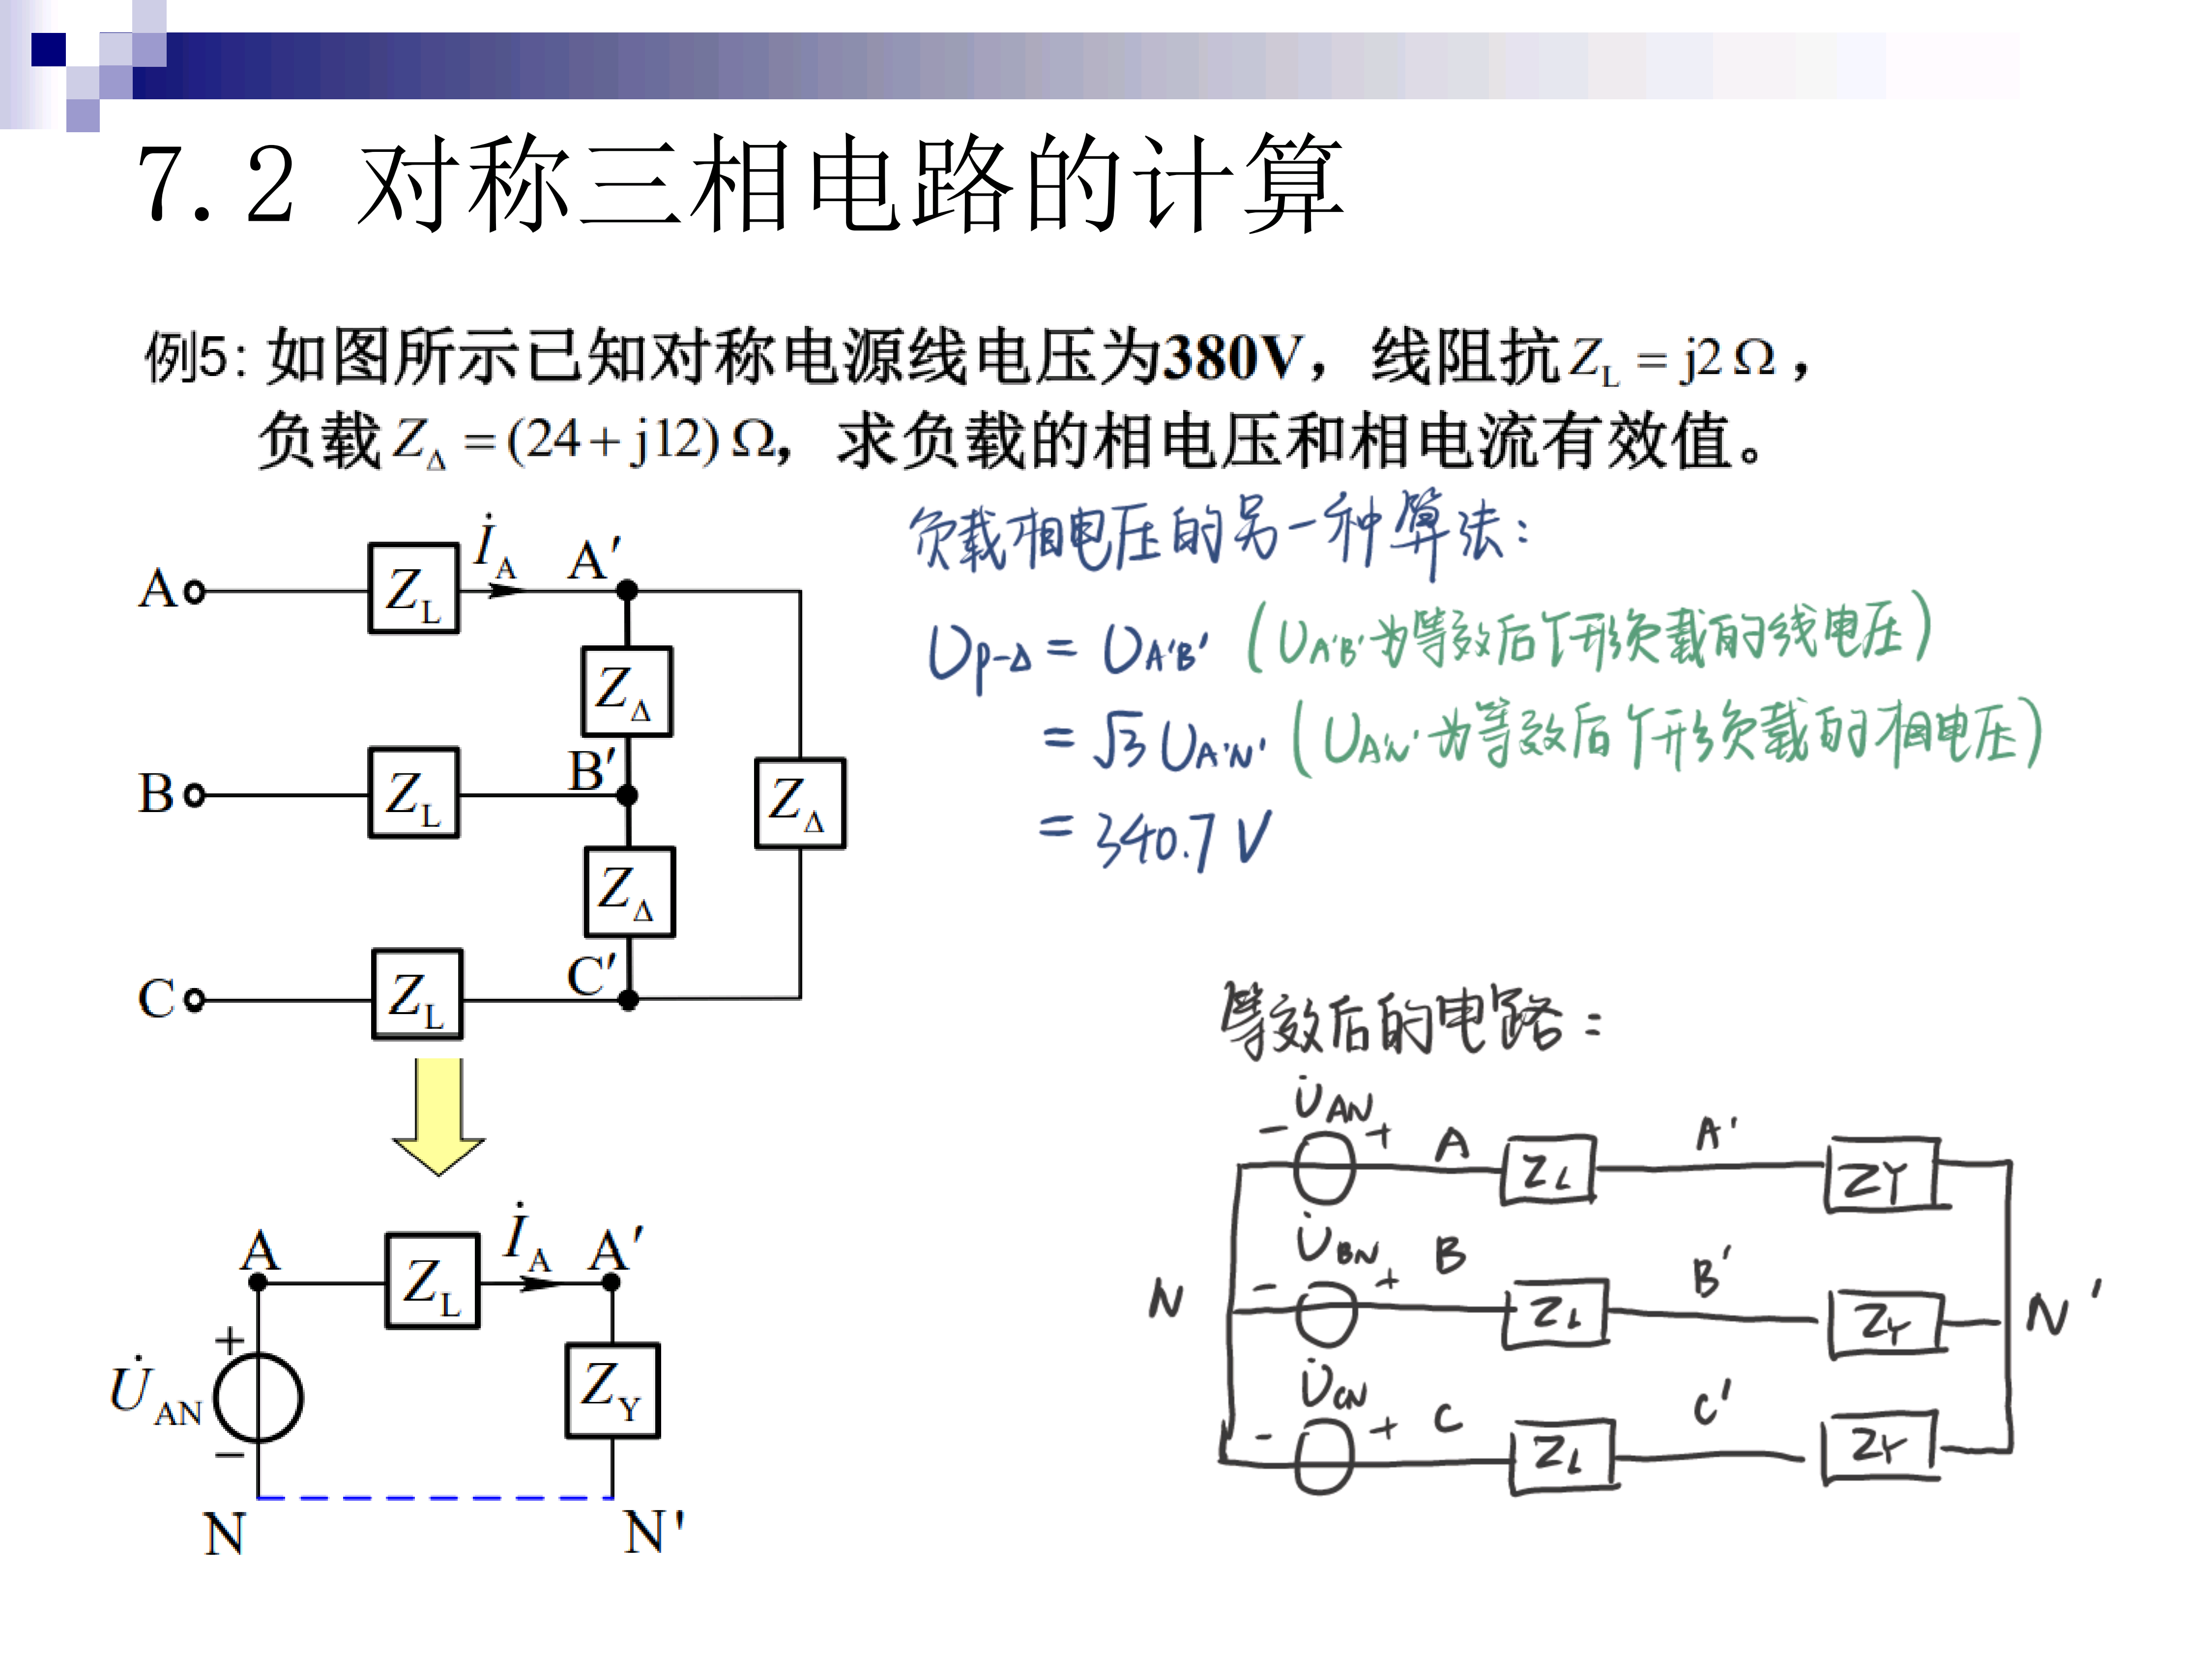 7.2 对称三相电路的计算
例5: 如图所示已知对称电源线电压为380V，线阻抗 Z_L = j2 Ω，
负载 Z_Δ = (24 + j12) Ω，求负载的相电压和相电流有效值。
负载相电压的另一种算法：
U_P-Δ = U_A'B' (U_A'B'为等效后Y形负载的线电压)
= √3 U_A'N' (U_A'N'为等效后Y形负载的相电压)
= 340.7 V
A Z_L İ_A A'
Z_Δ
B Z_L B' Z_Δ
Z_Δ
C Z_L C'
A Z_L İ_A A'
+
U̇_AN Z_Y
−
N N'
等效后的电路：
U̇_AN
- + A Z_L A' Z_Y
U̇_BN
N - + B Z_L B' Z_Y N'
U̇_CN
- + C Z_L C' Z_Y